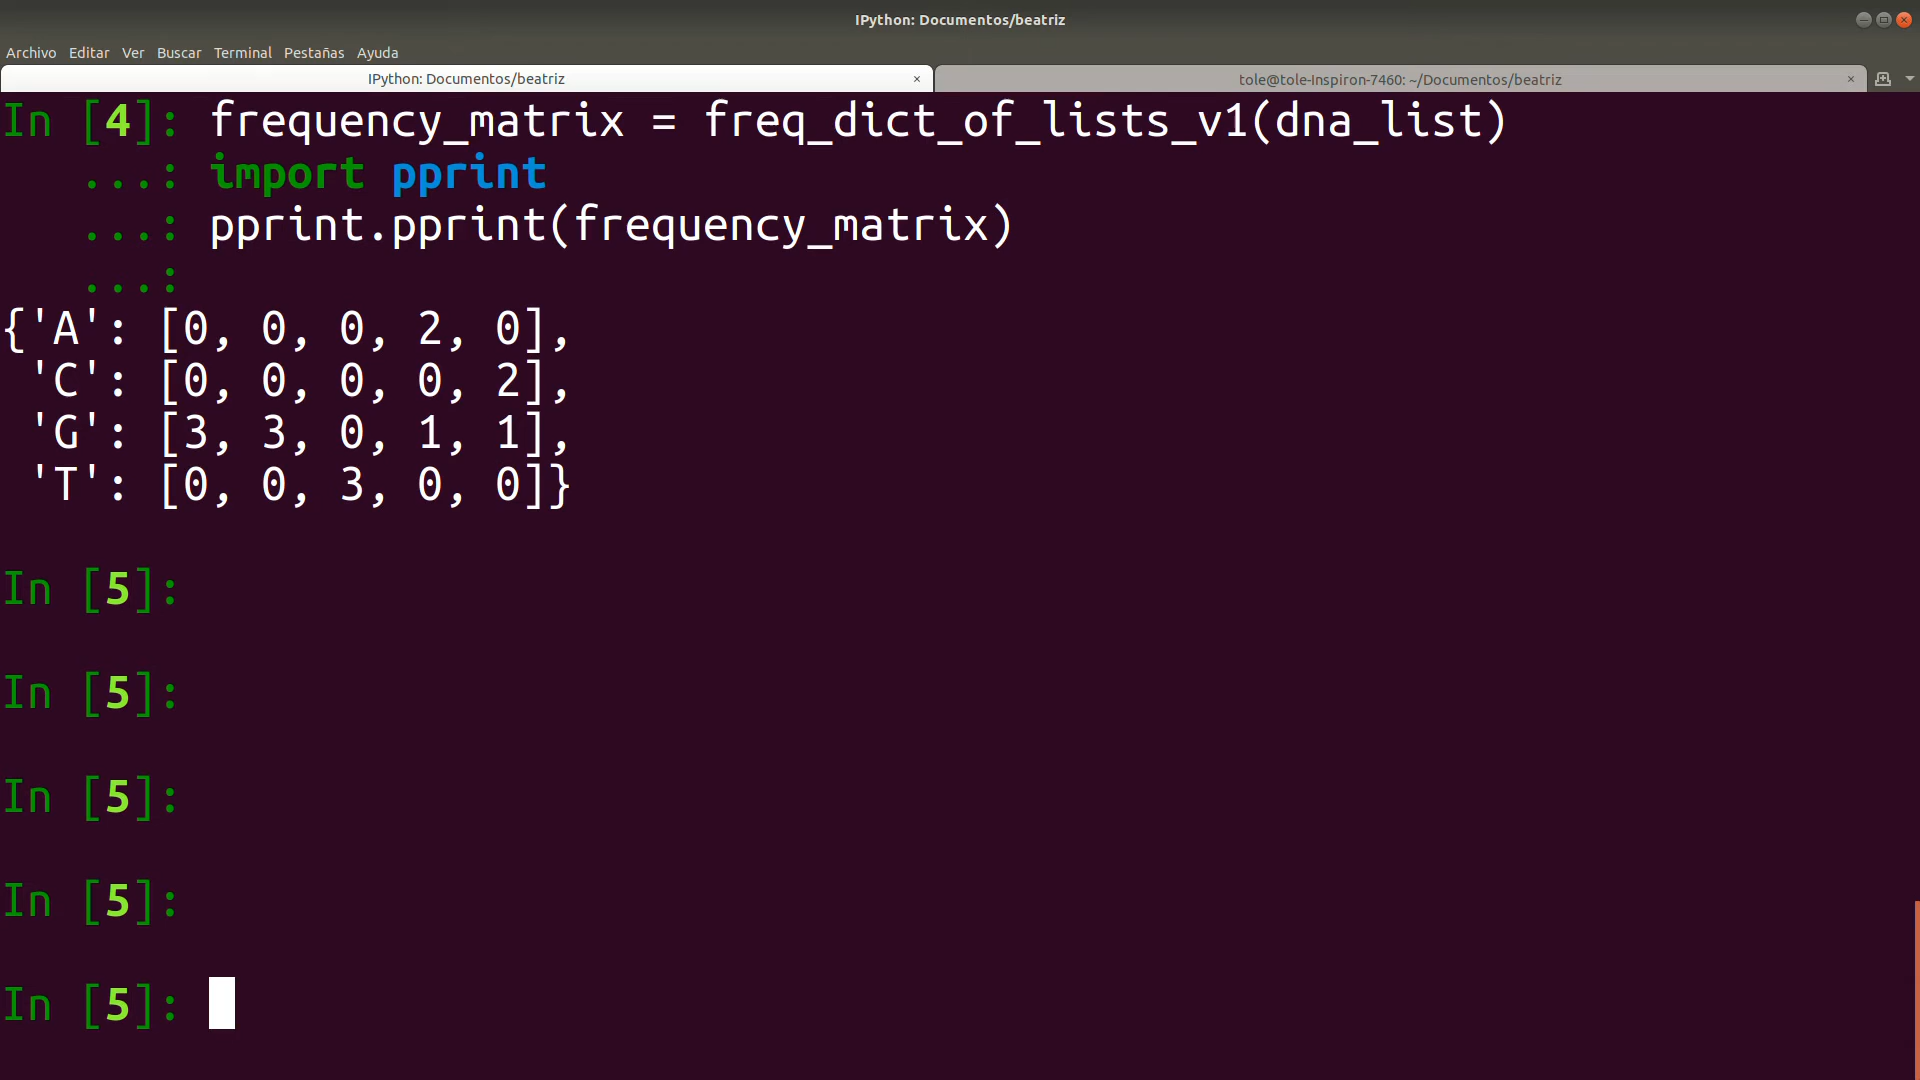 IPython: Documentos/beatriz
Archivo Editar Ver Buscar Terminal Pestañas Ayuda
IPython: Documentos/beatriz × tole@tole-Inspiron-7460: ~/Documentos/beatriz ×
In [4]: frequency_matrix = freq_dict_of_lists_v1(dna_list)
...: import pprint
...: pprint.pprint(frequency_matrix)
...:
{'A': [0, 0, 0, 2, 0],
'C': [0, 0, 0, 0, 2],
'G': [3, 3, 0, 1, 1],
'T': [0, 0, 3, 0, 0]}
In [5]:
In [5]:
In [5]:
In [5]:
In [5]: